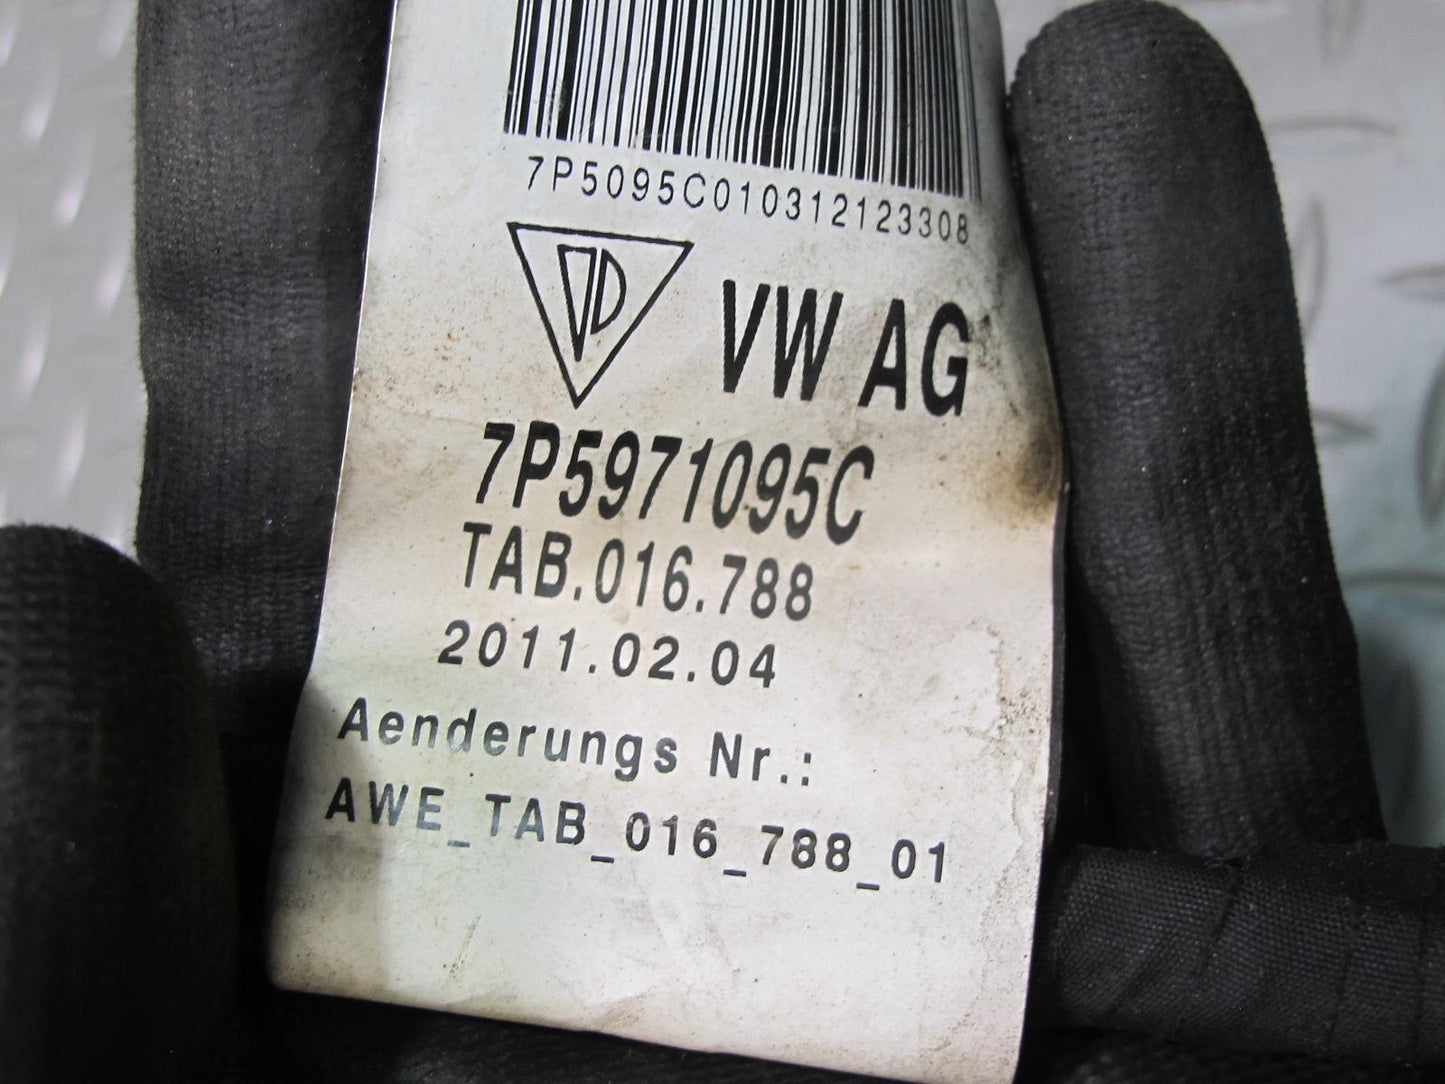 7P5095C010312123308
VW AG
7P5971095C
TAB.016.788
2011.02.04
Aenderungs Nr.:
AWE_TAB_016_788_01